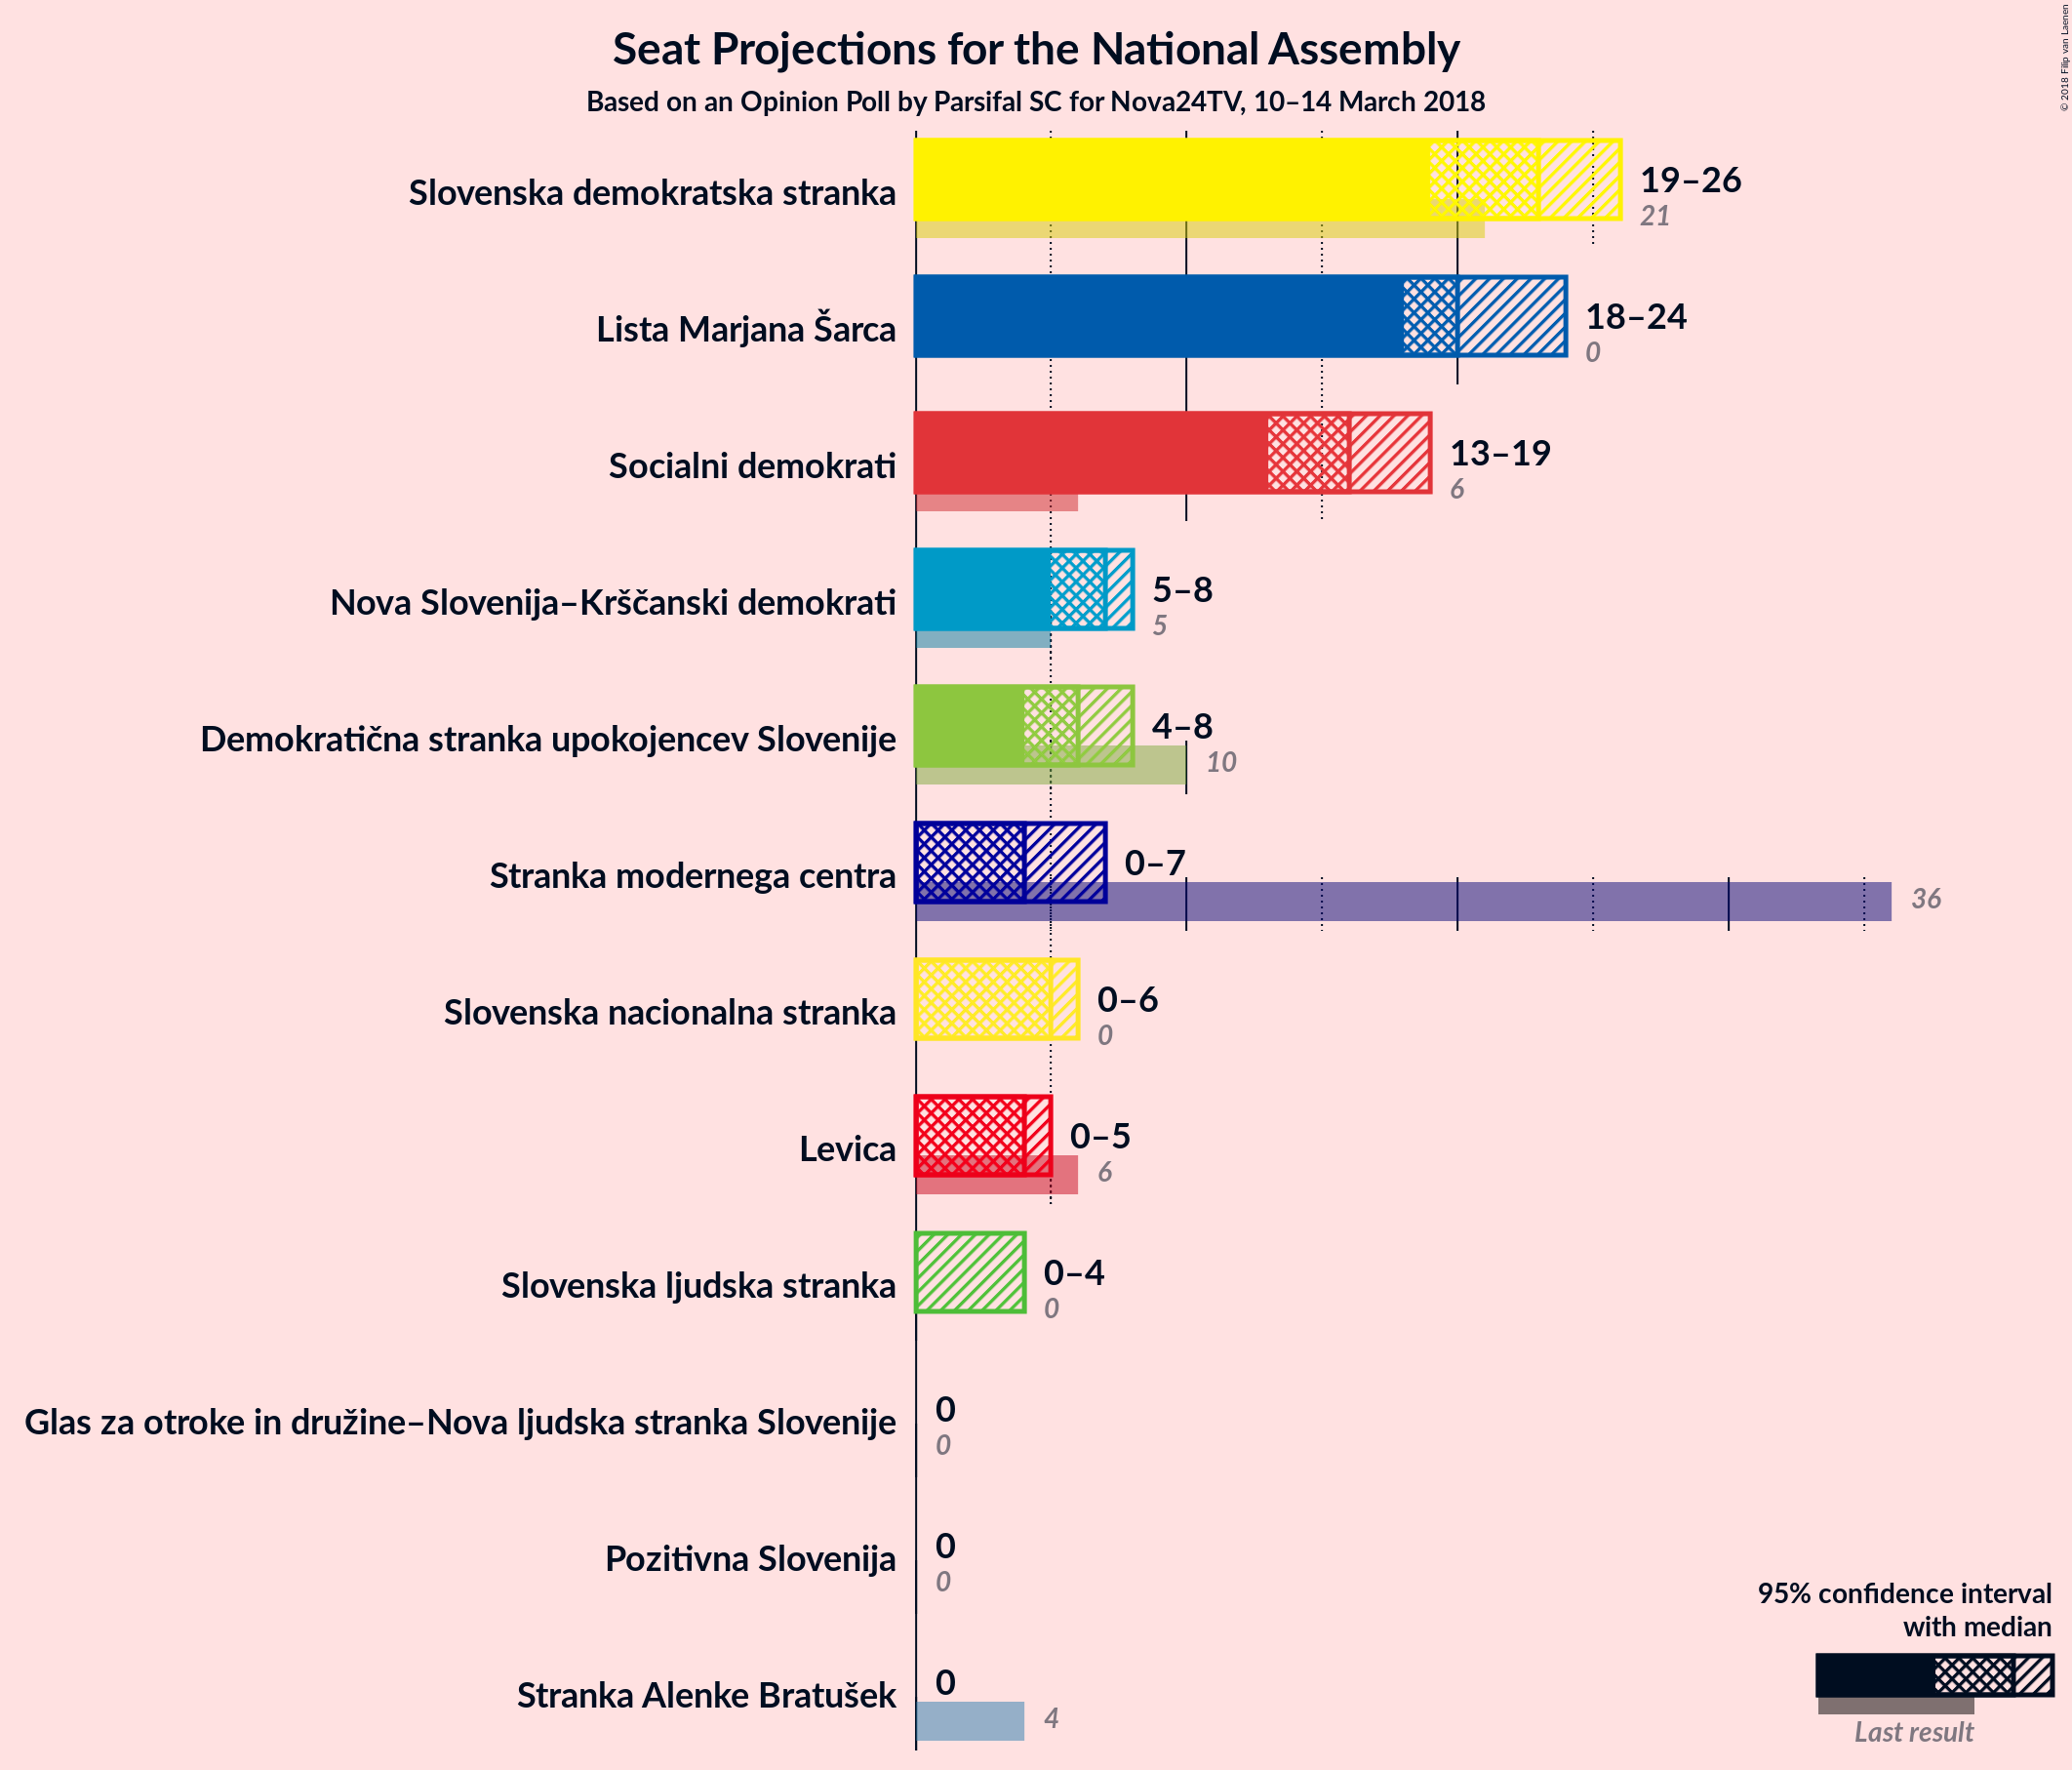 Seat Projections for the National Assembly
Based on an Opinion Poll by Parsifal SC for Nova24TV, 10–14 March 2018
© 2018 Filip van Laenen
Slovenska demokratska stranka
19–26
21
Lista Marjana Šarca
18–24
0
Socialni demokrati
13–19
6
Nova Slovenija–Krščanski demokrati
5–8
5
Demokratična stranka upokojencev Slovenije
4–8
10
Stranka modernega centra
0–7
36
Slovenska nacionalna stranka
0–6
0
Levica
0–5
6
Slovenska ljudska stranka
0–4
0
Glas za otroke in družine–Nova ljudska stranka Slovenije
0
0
Pozitivna Slovenija
0
0
Stranka Alenke Bratušek
0
4
95% confidence interval
with median
Last result